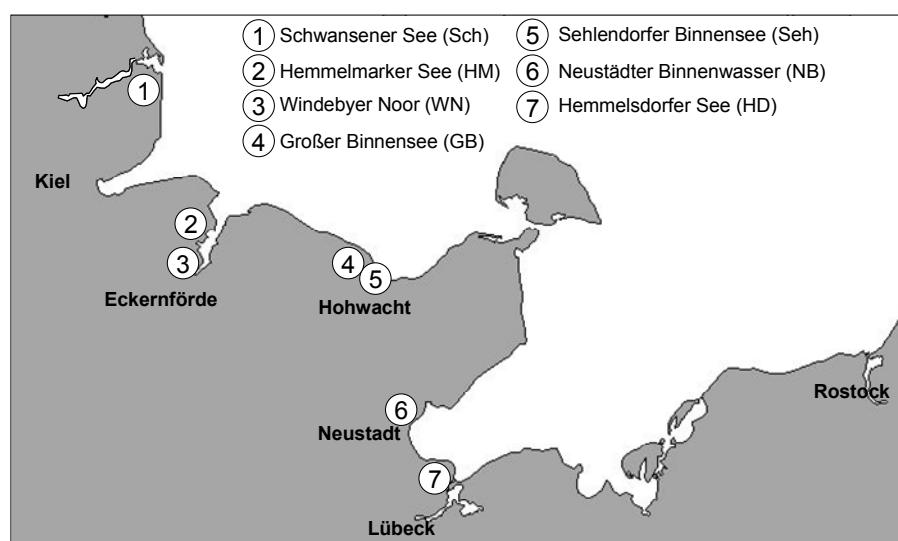 1 Schwansener See (Sch)
2 Hemmelmarker See (HM)
3 Windebyer Noor (WN)
4 Großer Binnensee (GB)
5 Sehlendorfer Binnensee (Seh)
6 Neustädter Binnenwasser (NB)
7 Hemmelsdorfer See (HD)
1
Kiel
2
3
Eckernförde
4
5
Hohwacht
6
Neustadt
7
Lübeck
Rostock